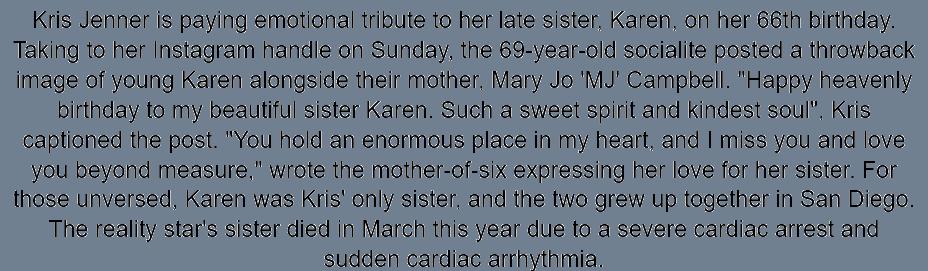 Kris Jenner is paying emotional tribute to her late sister, Karen, on her 66th birthday.
Taking to her Instagram handle on Sunday, the 69-year-old socialite posted a throwback
image of young Karen alongside their mother, Mary Jo 'MJ' Campbell. "Happy heavenly
birthday to my beautiful sister Karen. Such a sweet spirit and kindest soul", Kris
captioned the post. "You hold an enormous place in my heart, and I miss you and love
you beyond measure," wrote the mother-of-six expressing her love for her sister. For
those unversed, Karen was Kris' only sister, and the two grew up together in San Diego.
The reality star's sister died in March this year due to a severe cardiac arrest and
sudden cardiac arrhythmia.